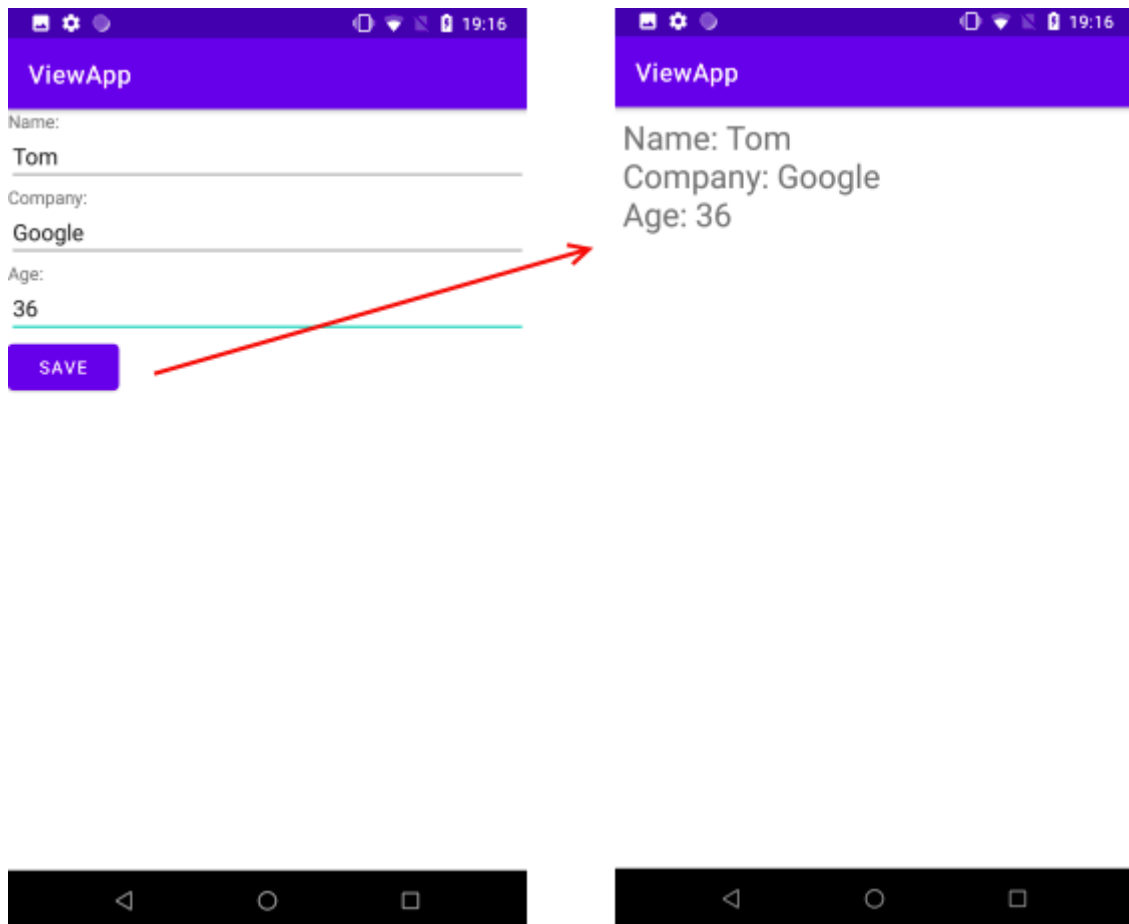 19:16
ViewApp
Name:
Tom
Company:
Google
Age:
36
SAVE
19:16
ViewApp
Name: Tom
Company: Google
Age: 36